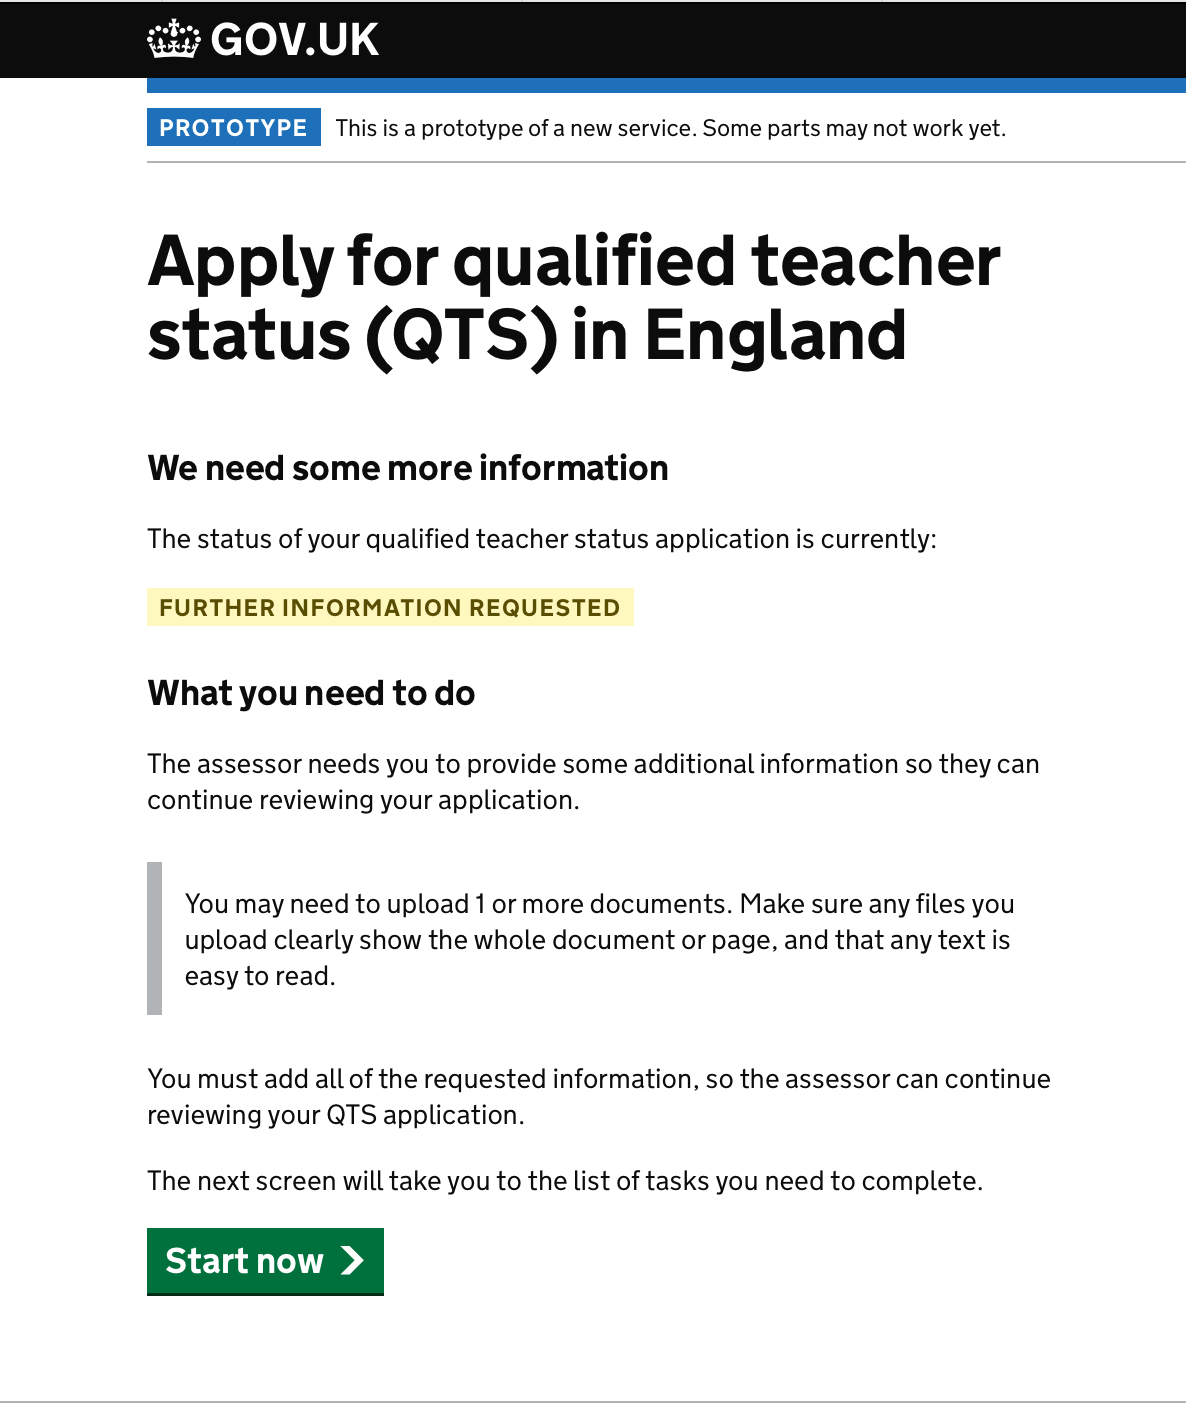 GOV.UK
PROTOTYPE This is a prototype of a new service. Some parts may not work yet.
Apply for qualified teacher
status (QTS) in England
We need some more information
The status of your qualified teacher status application is currently:
FURTHER INFORMATION REQUESTED
What you need to do
The assessor needs you to provide some additional information so they can
continue reviewing your application.
You may need to upload 1 or more documents. Make sure any files you
upload clearly show the whole document or page, and that any text is
easy to read.
You must add all of the requested information, so the assessor can continue
reviewing your QTS application.
The next screen will take you to the list of tasks you need to complete.
Start now